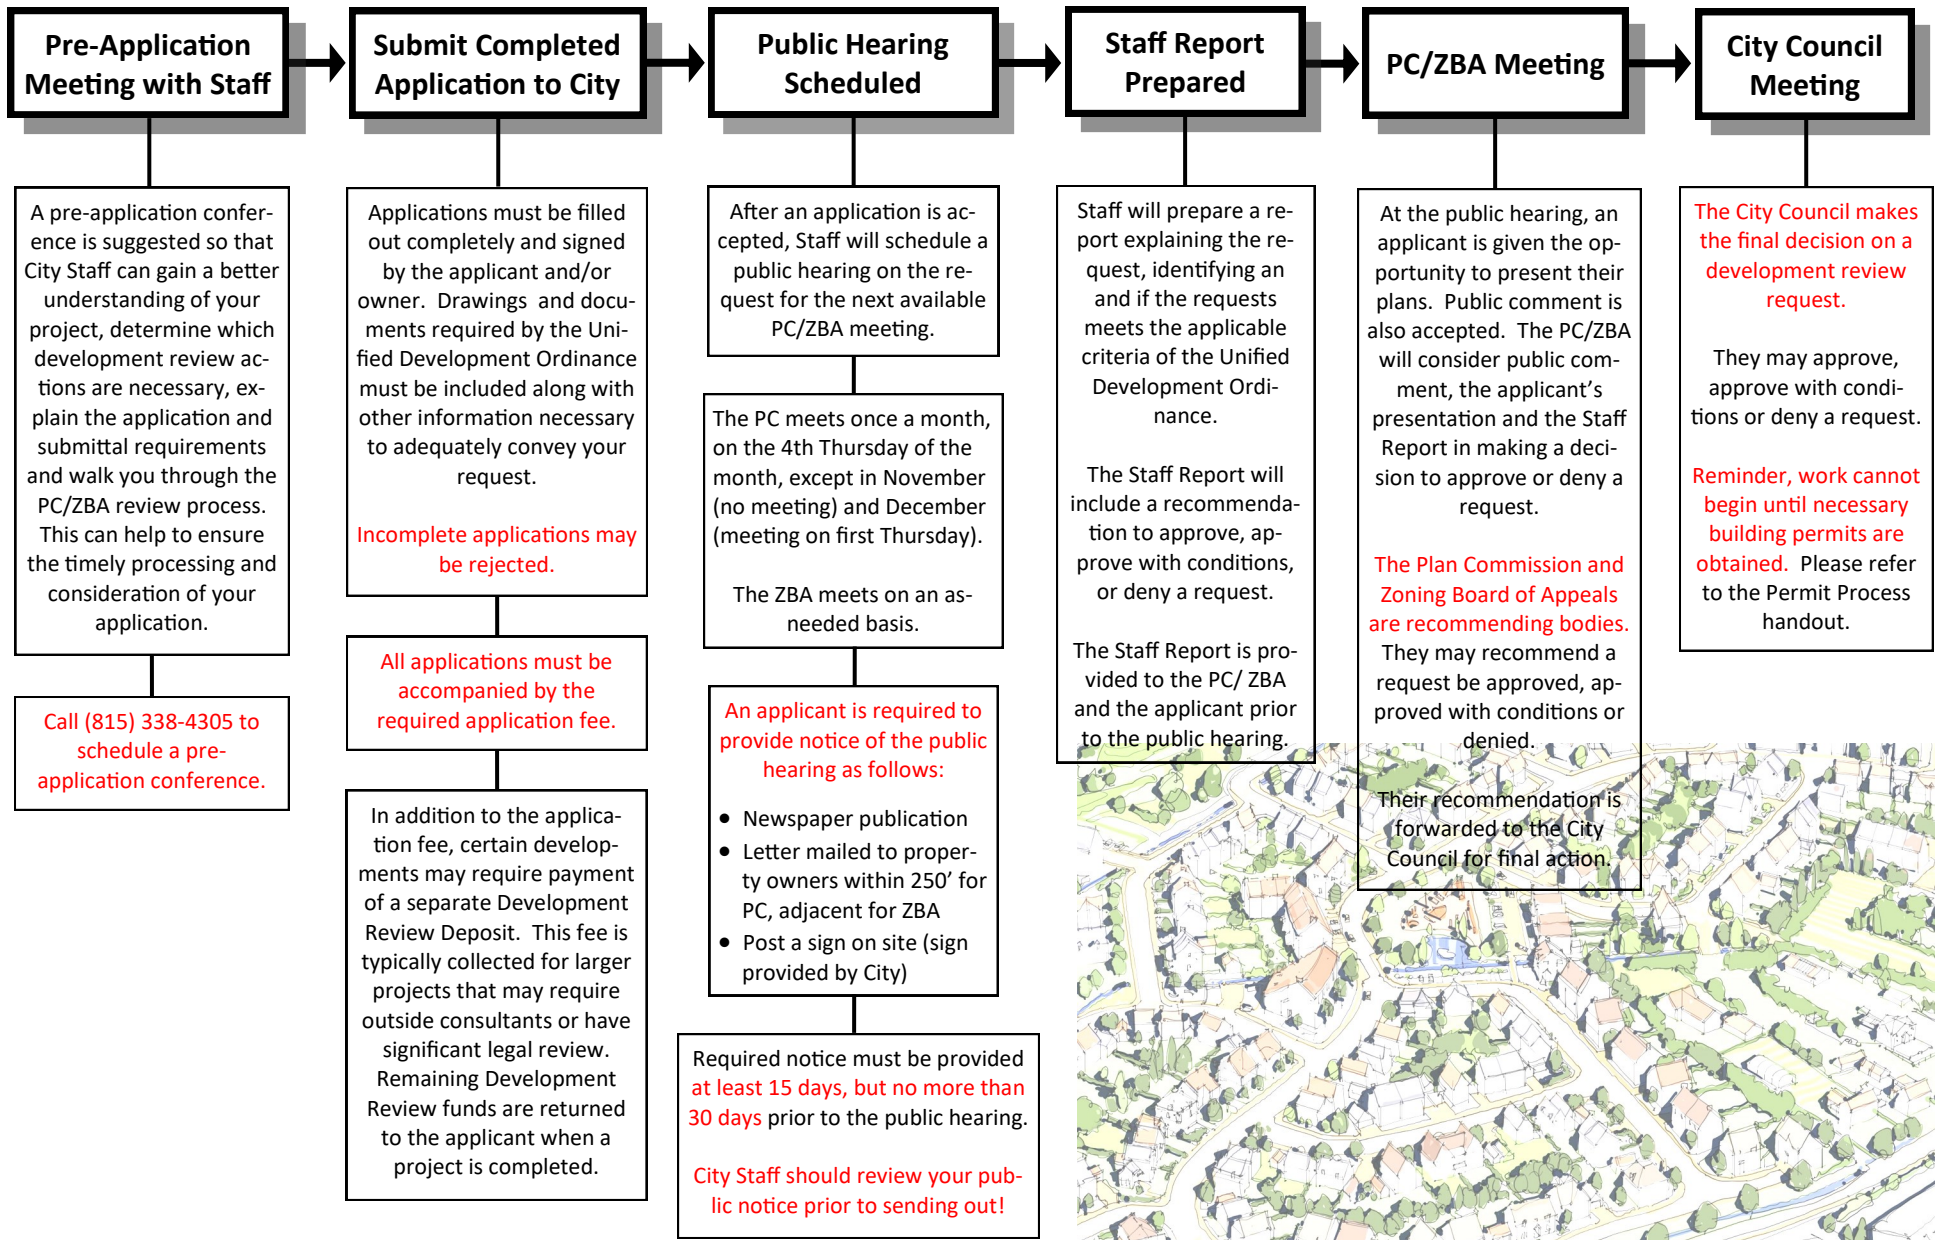 Pre-Application
Meeting with Staff
Submit Completed
Application to City
Public Hearing
Scheduled
Staff Report
Prepared
PC/ZBA Meeting
City Council
Meeting
A pre-application confer-
ence is suggested so that
City Staff can gain a better
understanding of your
project, determine which
development review ac-
tions are necessary, ex-
plain the application and
submittal requirements
and walk you through the
PC/ZBA review process.
This can help to ensure
the timely processing and
consideration of your
application.
Call (815) 338-4305 to
schedule a pre-
application conference.
Applications must be filled
out completely and signed
by the applicant and/or
owner.  Drawings  and docu-
ments required by the Uni-
fied Development Ordinance
must be included along with
other information necessary
to adequately convey your
request.
Incomplete applications may
be rejected.
All applications must be
accompanied by the
required application fee.
In addition to the applica-
tion fee, certain develop-
ments may require payment
of a separate Development
Review Deposit.  This fee is
typically collected for larger
projects that may require
outside consultants or have
significant legal review.
Remaining Development
Review funds are returned
to the applicant when a
project is completed.
After an application is ac-
cepted, Staff will schedule a
public hearing on the re-
quest for the next available
PC/ZBA meeting.
The PC meets once a month,
on the 4th Thursday of the
month, except in November
(no meeting) and December
(meeting on first Thursday).
The ZBA meets on an as-
needed basis.
An applicant is required to
provide notice of the public
hearing as follows:
• Newspaper publication
• Letter mailed to proper-
ty owners within 250’ for
PC, adjacent for ZBA
• Post a sign on site (sign
provided by City)
Required notice must be provided
at least 15 days, but no more than
30 days prior to the public hearing.
City Staff should review your pub-
lic notice prior to sending out!
Staff will prepare a re-
port explaining the re-
quest, identifying an
and if the requests
meets the applicable
criteria of the Unified
Development Ordi-
nance.
The Staff Report will
include a recommenda-
tion to approve, ap-
prove with conditions,
or deny a request.
The Staff Report is pro-
vided to the PC/ ZBA
and the applicant prior
to the public hearing.
At the public hearing, an
applicant is given the op-
portunity to present their
plans.  Public comment is
also accepted.  The PC/ZBA
will consider public com-
ment, the applicant’s
presentation and the Staff
Report in making a deci-
sion to approve or deny a
request.
The Plan Commission and
Zoning Board of Appeals
are recommending bodies.
They may recommend a
request be approved, ap-
proved with conditions or
denied.
Their recommendation is
forwarded to the City
Council for final action.
The City Council makes
the final decision on a
development review
request.
They may approve,
approve with condi-
tions or deny a request.
Reminder, work cannot
begin until necessary
building permits are
obtained.  Please refer
to the Permit Process
handout.